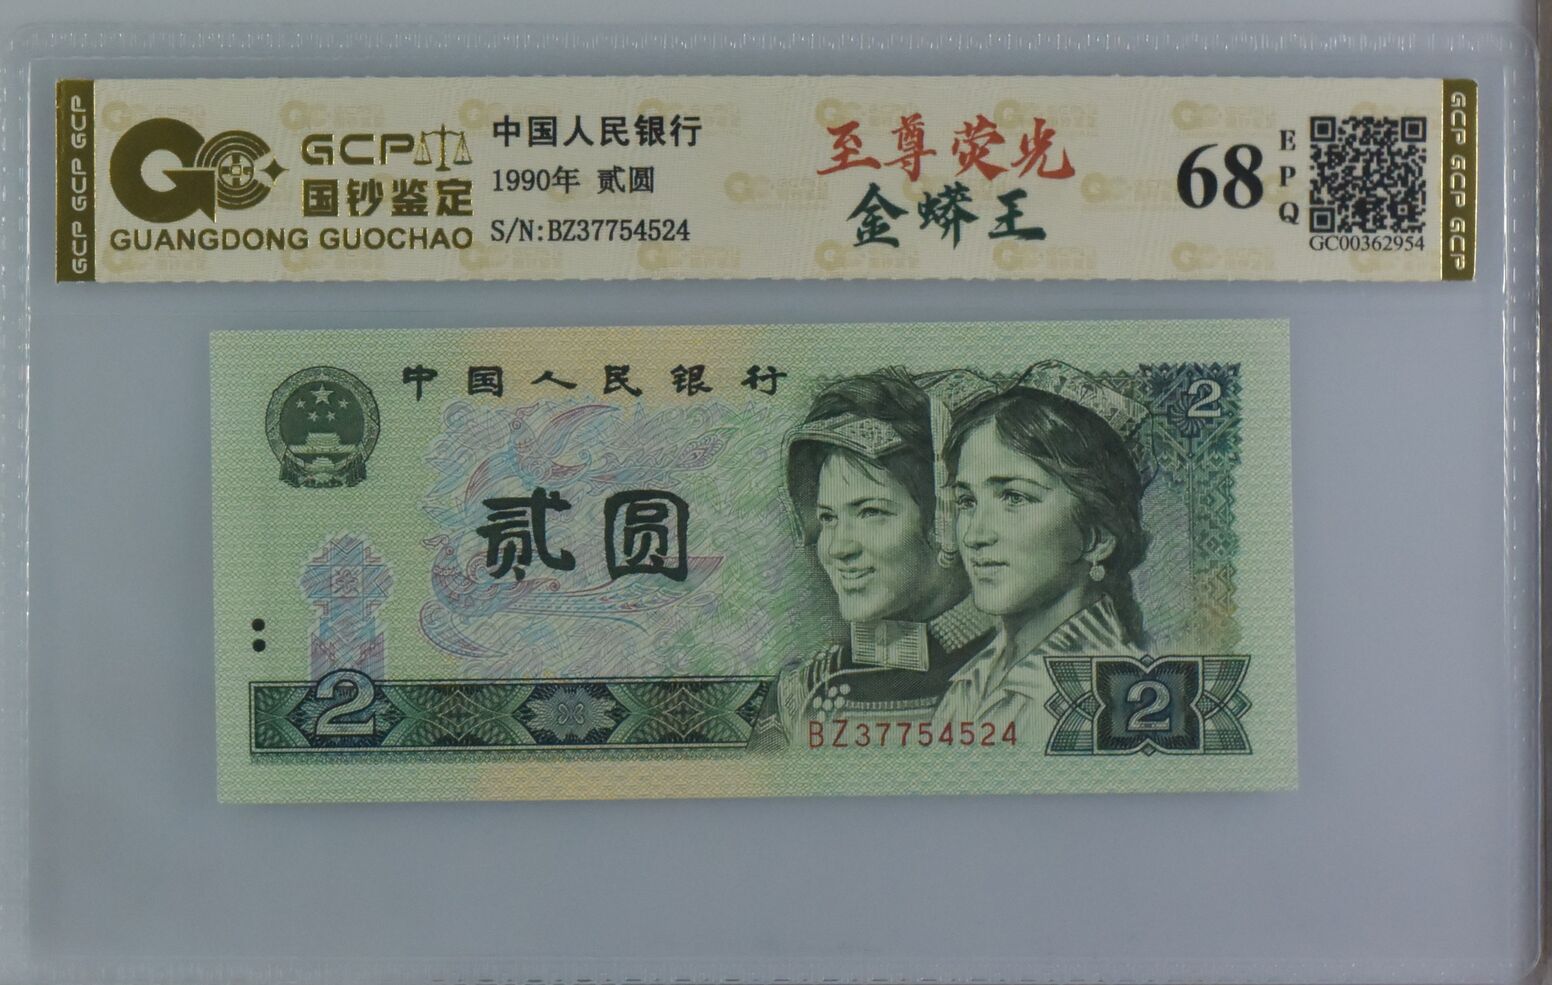 GCP GCP GCP
GCP
国钞鉴定
GUANGDONG GUOCHAO
中国人民银行
1990年 贰圆
S/N:BZ37754524
至尊荧光
金蟒王
68
EPQ
GC00362954
GCP GCP GCP
中国人民银行
2
贰圆
2
BZ37754524
2